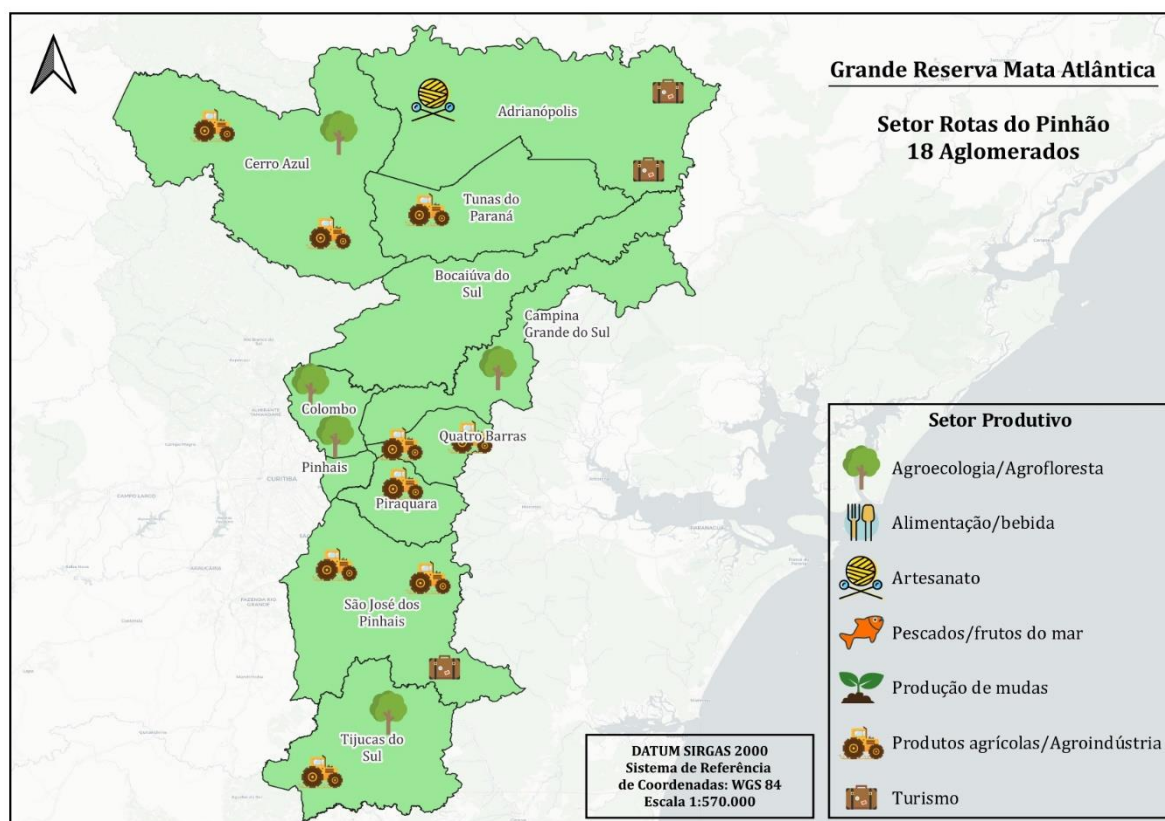 Grande Reserva Mata Atlântica
Setor Rotas do Pinhão
18 Aglomerados
Adrianópolis
Cerro Azul
Tunas do
Paraná
Bocaiúva do
Sul
Campina
Grande do Sul
Colombo
Quatro Barras
Pinhais
CURITIBA
Piraquara
São José dos
Pinhais
Tijucas do
Sul
Setor Produtivo
Agroecologia/Agrofloresta
Alimentação/bebida
Artesanato
Pescados/frutos do mar
Produção de mudas
Produtos agrícolas/Agroindústria
Turismo
DATUM SIRGAS 2000
Sistema de Referência
de Coordenadas: WGS 84
Escala 1:570.000